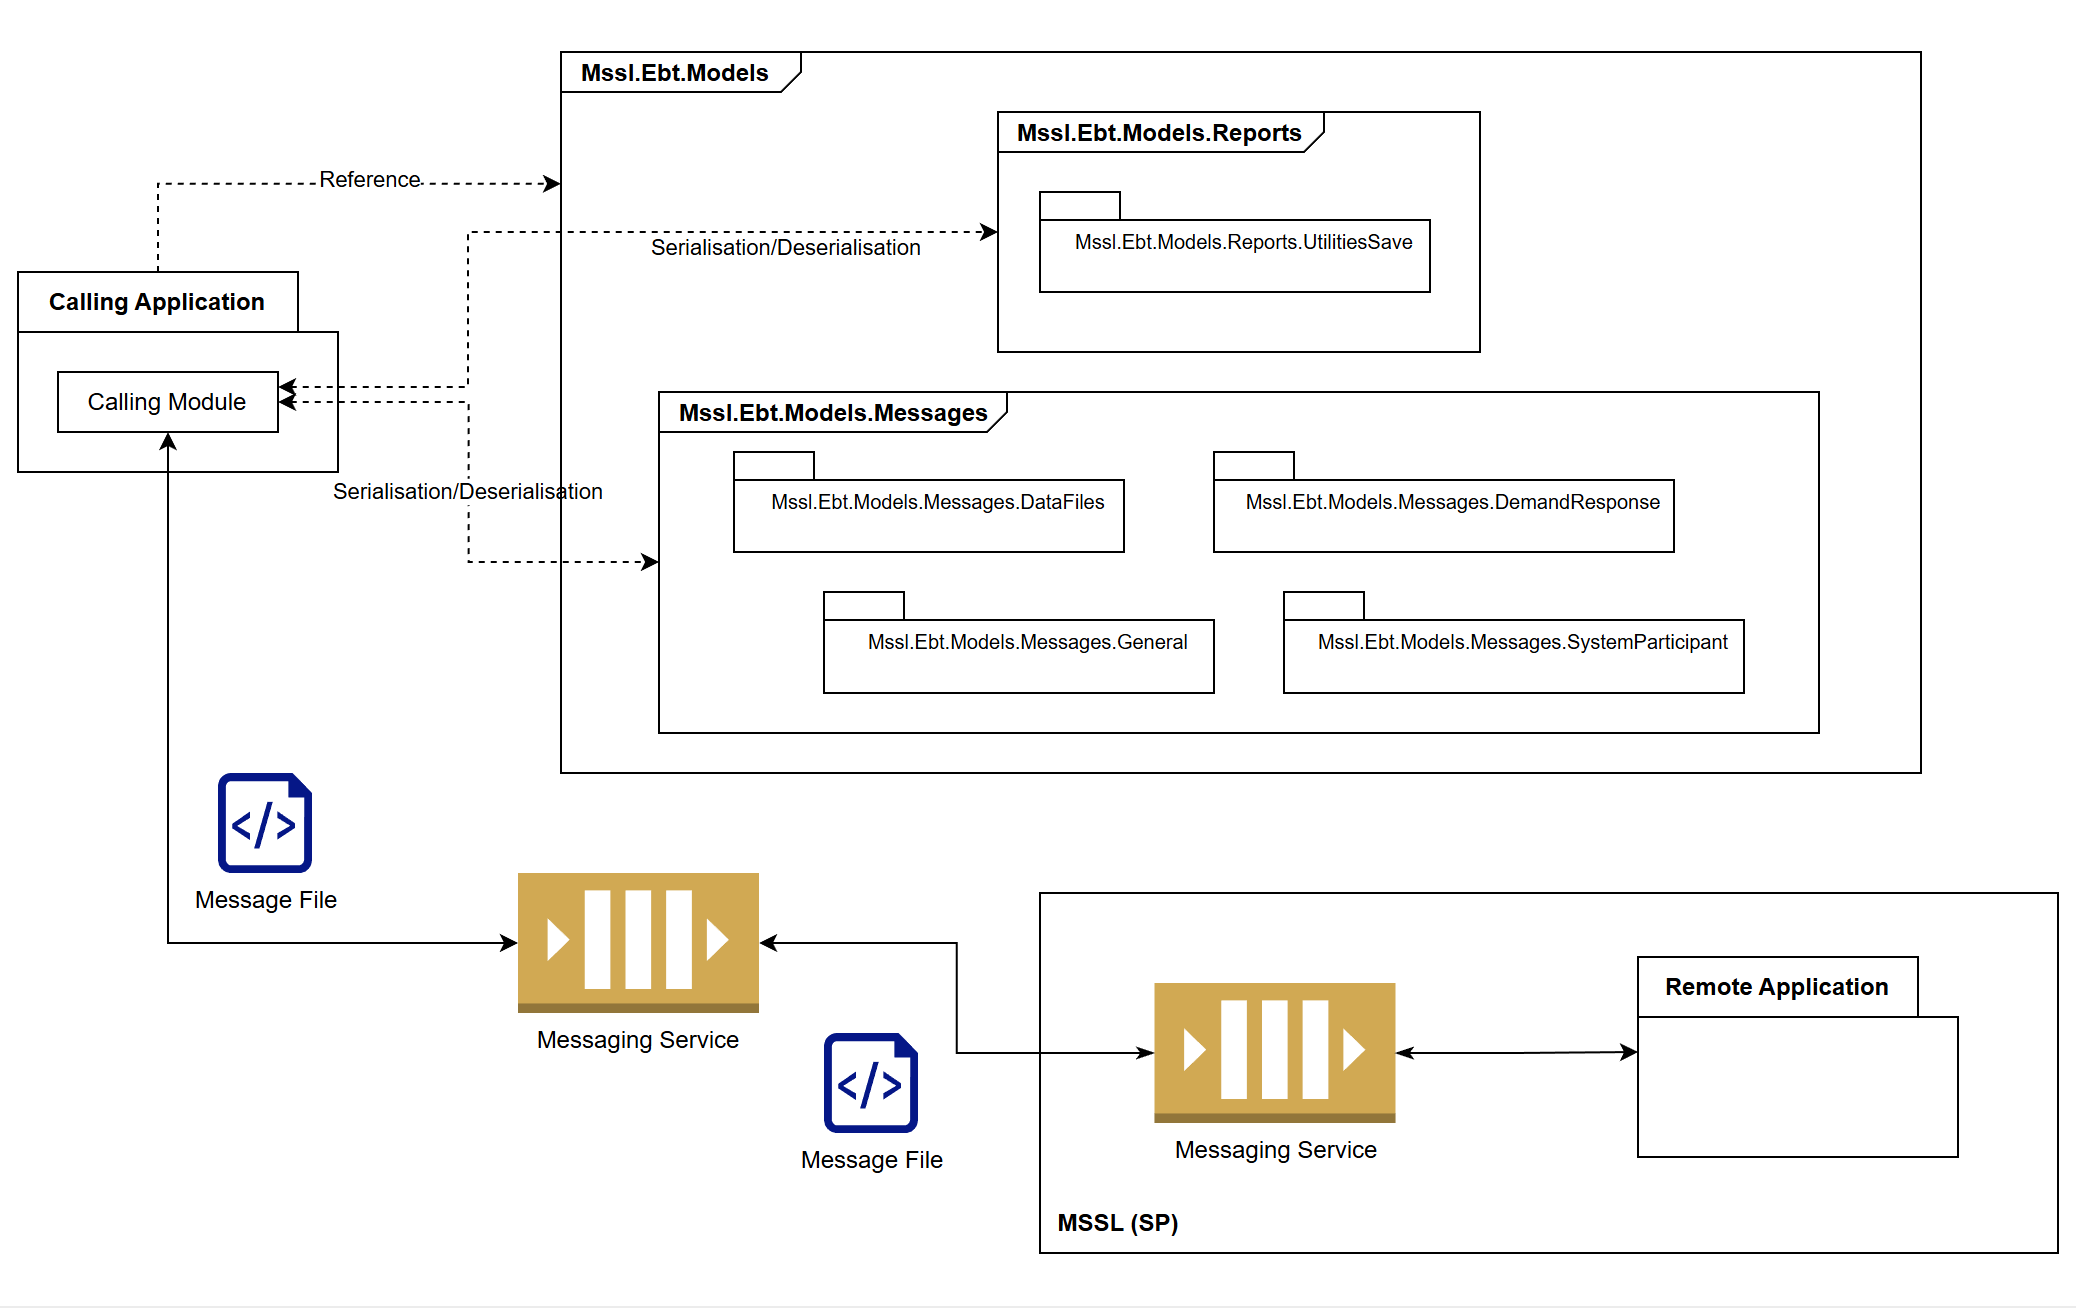 Mssl.Ebt.Models
Mssl.Ebt.Models.Reports
Reference
Mssl.Ebt.Models.Reports.UtilitiesSave
Serialisation/Deserialisation
Calling Application
Calling Module
Mssl.Ebt.Models.Messages
Serialisation/Deserialisation
Mssl.Ebt.Models.Messages.DataFiles
Mssl.Ebt.Models.Messages.DemandResponse
Mssl.Ebt.Models.Messages.General
Mssl.Ebt.Models.Messages.SystemParticipant
</>
Message File
Messaging Service
</>
Message File
Remote Application
Messaging Service
MSSL (SP)